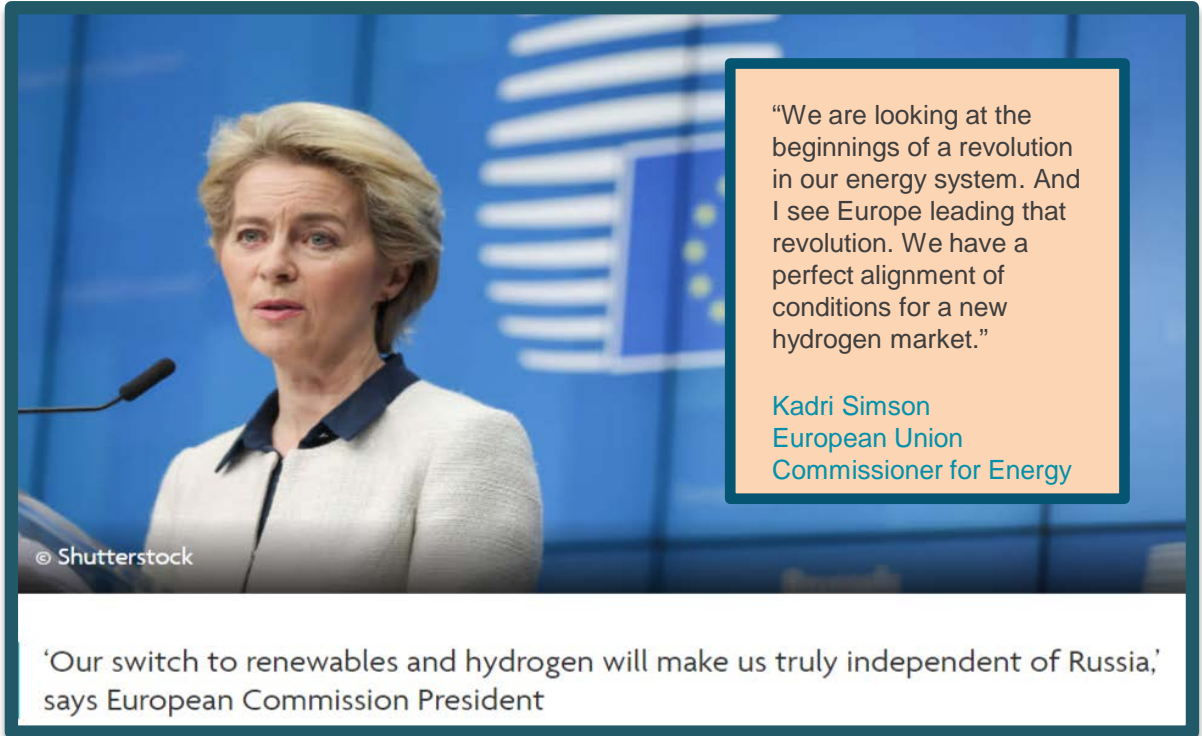 “We are looking at the
beginnings of a revolution
in our energy system. And
I see Europe leading that
revolution. We have a
perfect alignment of
conditions for a new
hydrogen market.”
Kadri Simson
European Union
Commissioner for Energy
© Shutterstock
‘Our switch to renewables and hydrogen will make us truly independent of Russia,’
says European Commission President